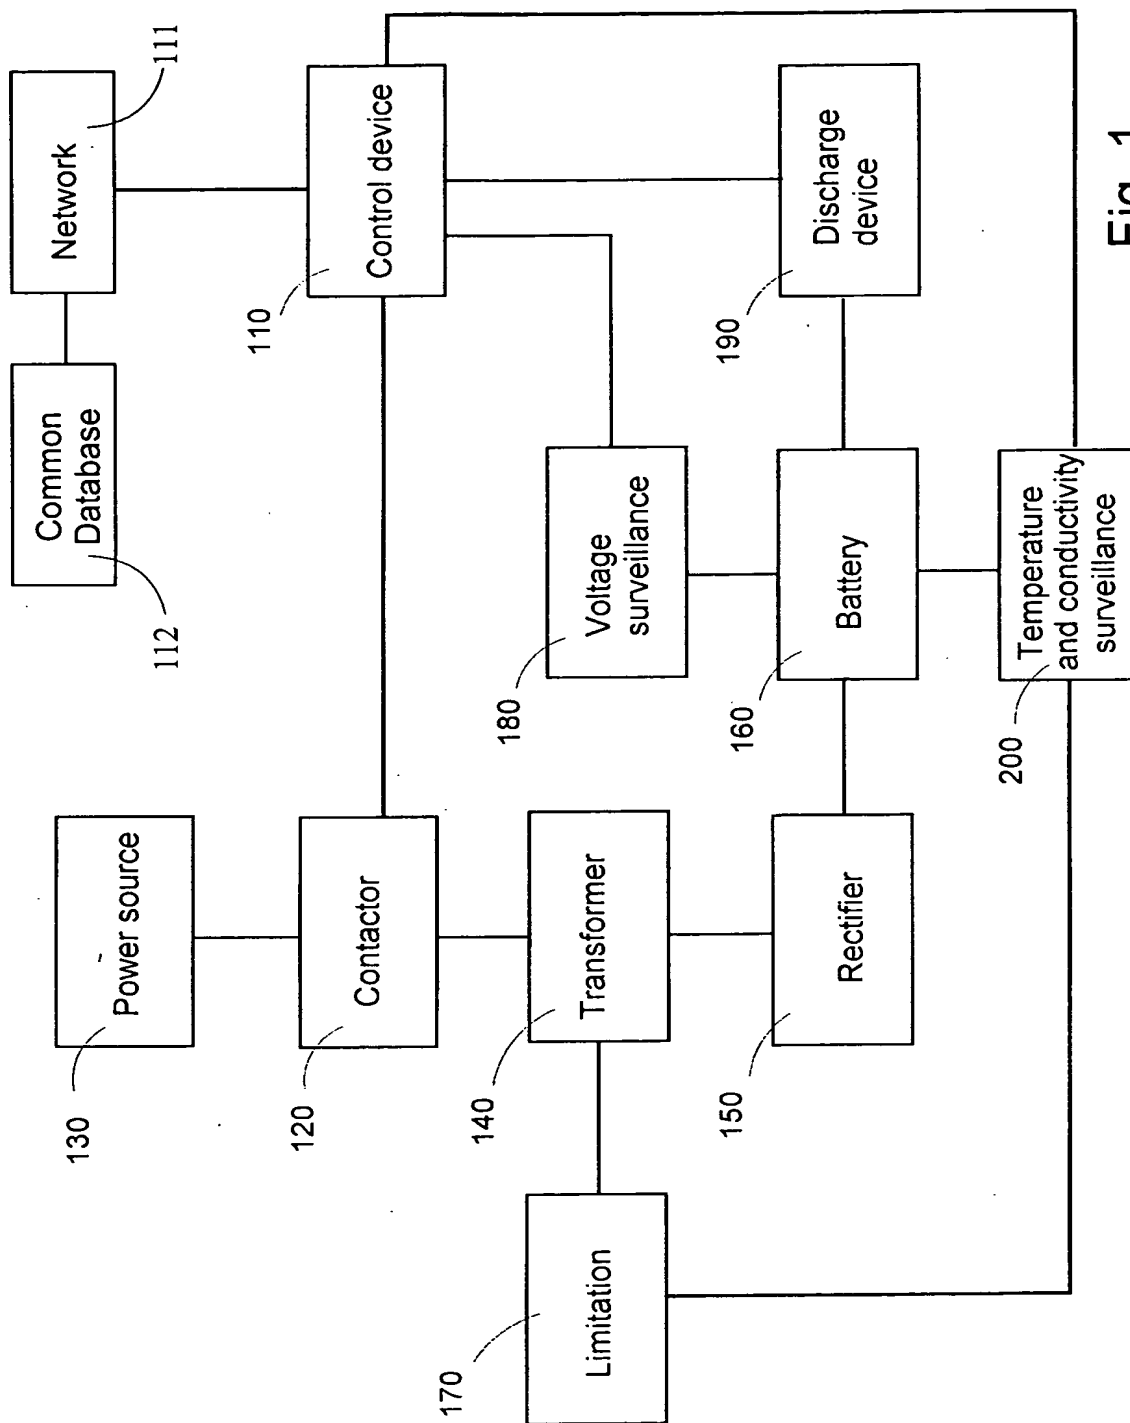 Common
Database
Network
130
Power source
112
111
120
Contactor
110
Control device
170
Limitation
140
Transformer
180
Voltage
surveillance
150
Rectifier
160
Battery
190
Discharge
device
200
Temperature
and conductivity
surveillance
Fig. 1